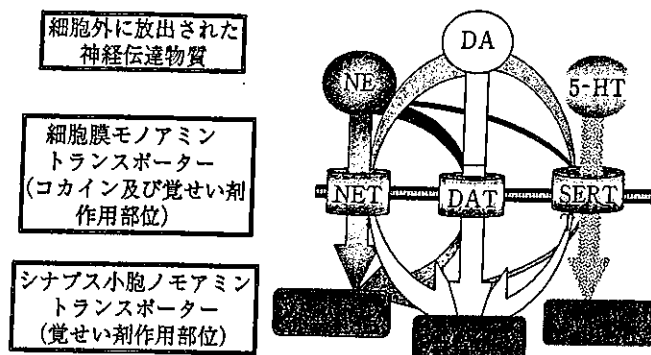 細胞外に放出された
神経伝達物質
DA
NE
5-HT
細胞膜モノアミン
トランスポーター
(コカイン及び覚せい剤
作用部位)
NET
DAT
SERT
シナプス小胞ノモアミン
トランスポーター
(覚せい剤作用部位)